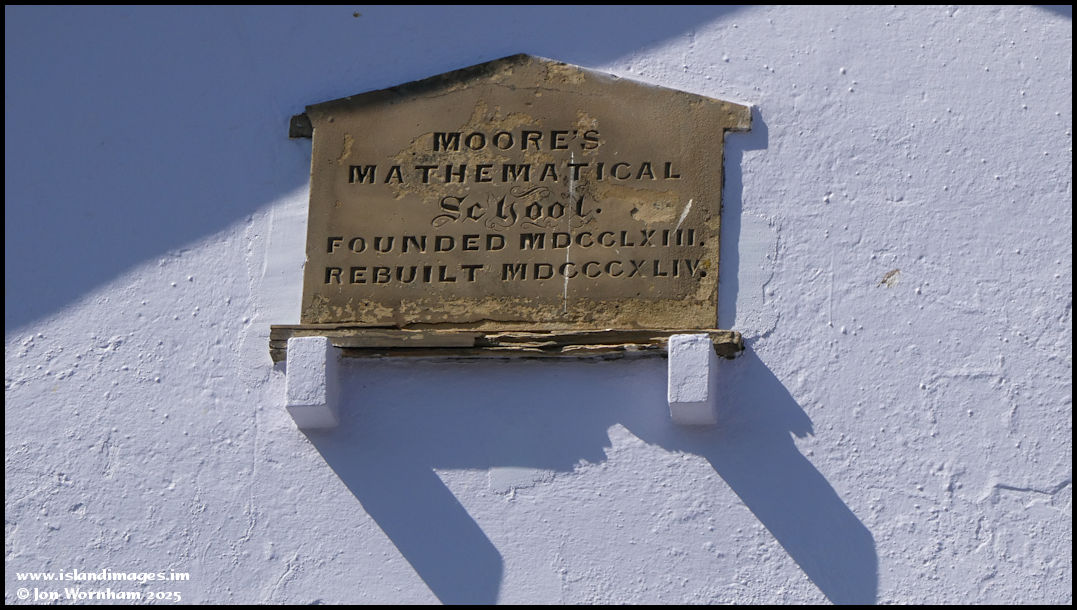 MOORE'S
MATHEMATICAL
School.
FOUNDED MDCCLXIII.
REBUILT MDCCCXLIV.
www.islandimages.im
© Jon Wornham 2025